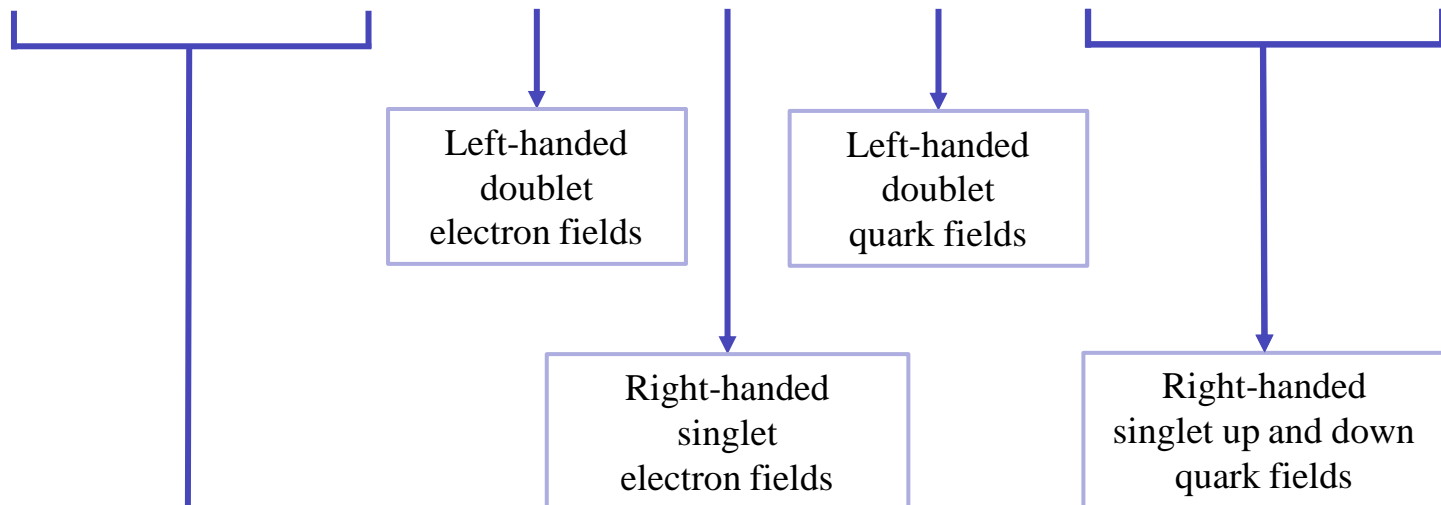 Left-handed
doublet
electron fields
Left-handed
doublet
quark fields
Right-handed
singlet
electron fields
Right-handed
singlet up and down
quark fields